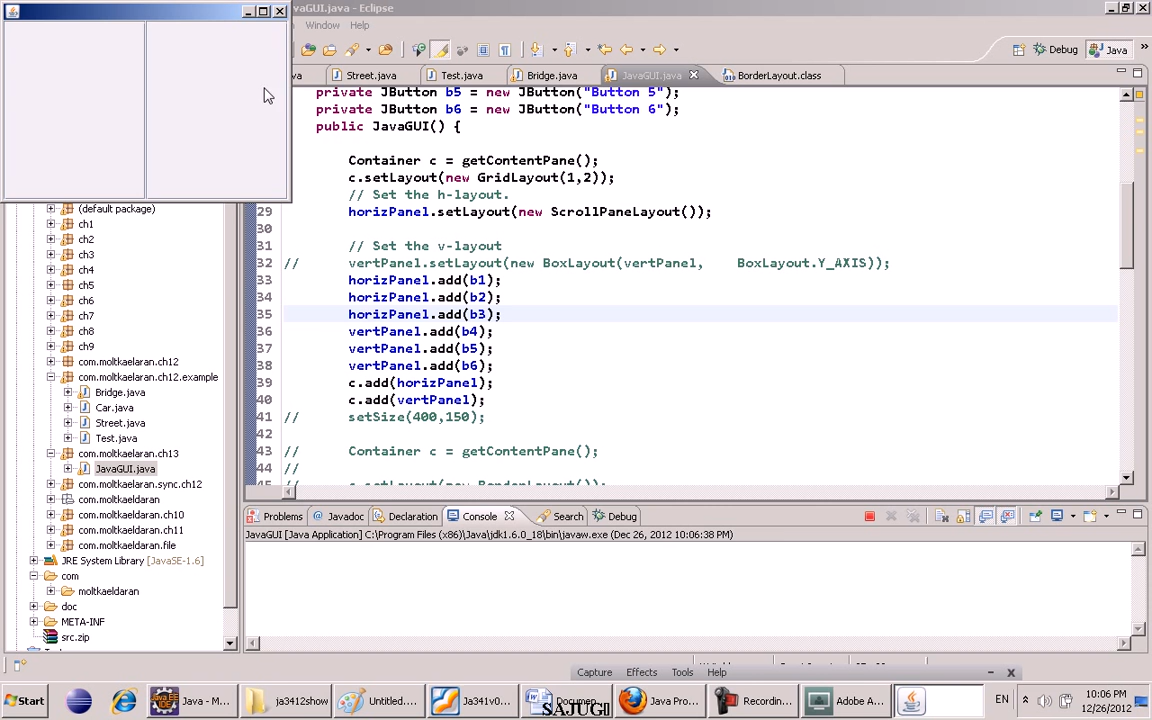 JavaGUI.java - Eclipse
Window Help
Debug Java
Street.java Test.java Bridge.java JavaGUI.java BorderLayout.class
private JButton b5 = new JButton("Button 5");
private JButton b6 = new JButton("Button 6");
public JavaGUI() {
Container c = getContentPane();
c.setLayout(new GridLayout(1,2));
// Set the h-layout.
29 horizPanel.setLayout(new ScrollPaneLayout());
30
31 // Set the v-layout
32 // vertPanel.setLayout(new BoxLayout(vertPanel, BoxLayout.Y_AXIS));
33 horizPanel.add(b1);
34 horizPanel.add(b2);
35 horizPanel.add(b3);
36 vertPanel.add(b4);
37 vertPanel.add(b5);
38 vertPanel.add(b6);
39 c.add(horizPanel);
40 c.add(vertPanel);
41 // setSize(400,150);
42
43 // Container c = getContentPane();
44 //
(default package)
ch1
ch2
ch3
ch4
ch5
ch6
ch7
ch8
ch9
com.moltkaelaran.ch12
com.moltkaelaran.ch12.example
Bridge.java
Car.java
Street.java
Test.java
com.moltkaelaran.ch13
JavaGUI.java
com.moltkaelaran.sync.ch12
com.moltkaeldaran
com.moltkaeldaran.ch10
com.moltkaeldaran.ch11
com.moltkaeldaran.file
JRE System Library [JavaSE-1.6]
com
moltkaeldaran
doc
META-INF
src.zip
Problems Javadoc Declaration Console Search Debug
JavaGUI [Java Application] C:\Program Files (x86)\Java\jdk1.6.0_18\bin\javaw.exe (Dec 26, 2012 10:06:38 PM)
Capture Effects Tools Help
Start Java - M... ja3412show Untitled.... Ja341v0... Docume... Java Pro... Recordin... Adobe A... EN 10:06 PM
12/26/2012
SAJUGI